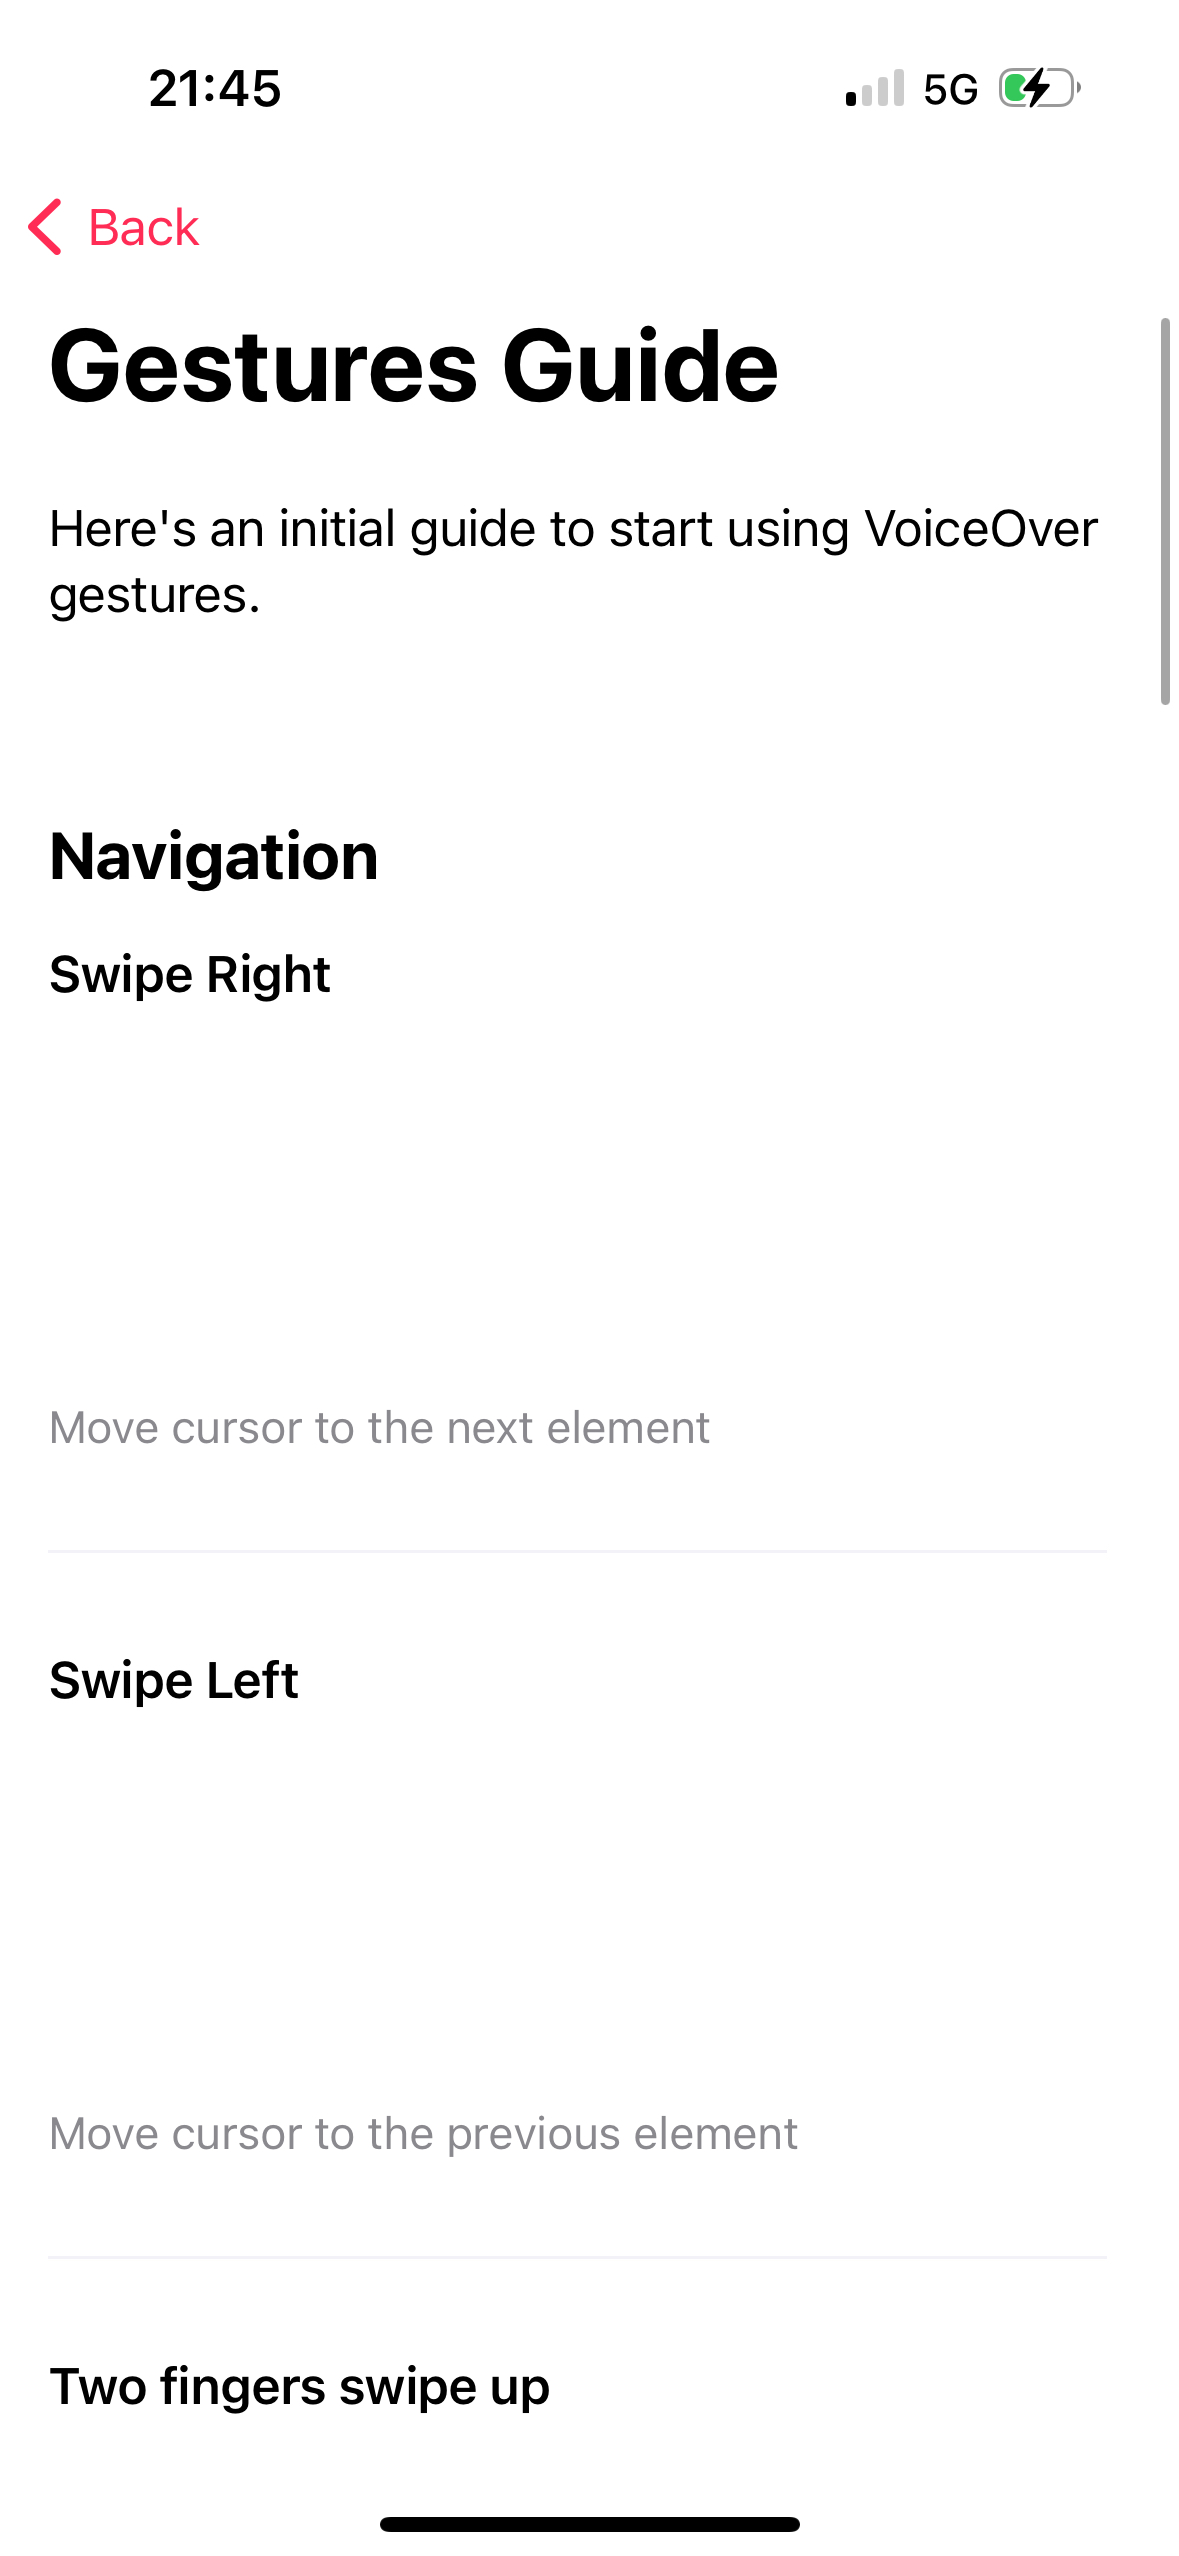 21:45
5G
Back
Gestures Guide
Here's an initial guide to start using VoiceOver
gestures.
Navigation
Swipe Right
Move cursor to the next element
Swipe Left
Move cursor to the previous element
Two fingers swipe up